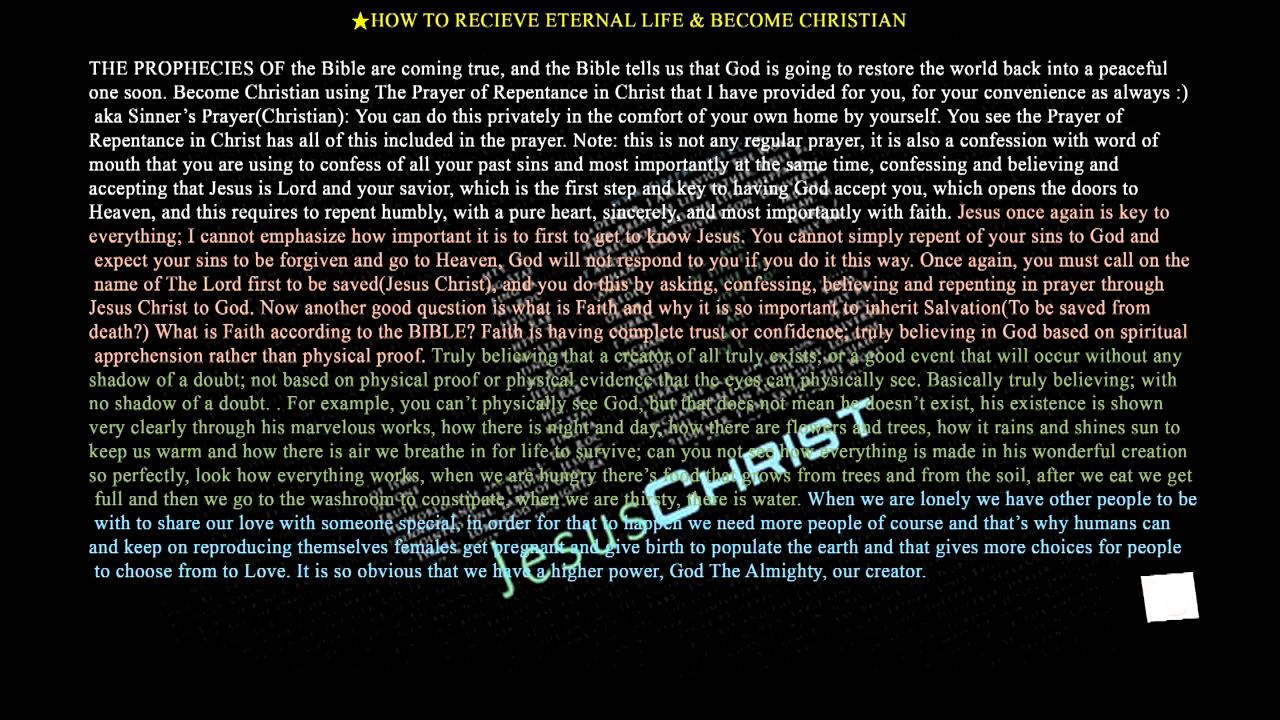 ★HOW TO RECIEVE ETERNAL LIFE & BECOME CHRISTIAN
THE PROPHECIES OF the Bible are coming true, and the Bible tells us that God is going to restore the world back into a peaceful
one soon. Become Christian using The Prayer of Repentance in Christ that I have provided for you, for your convenience as always :)
aka Sinner's Prayer(Christian): You can do this privately in the comfort of your own home by yourself. You see the Prayer of
Repentance in Christ has all of this included in the prayer. Note: this is not any regular prayer, it is also a confession with word of
mouth that you are using to confess of all your past sins and most importantly at the same time, confessing and believing and
accepting that Jesus is Lord and your savior, which is the first step and key to having God accept you, which opens the doors to
Heaven, and this requires to repent humbly, with a pure heart, sincerely, and most importantly with faith. Jesus once again is key to
everything; I cannot emphasize how important it is to first to get to know Jesus. You cannot simply repent of your sins to God and
expect your sins to be forgiven and go to Heaven, God will not respond to you if you do it this way. Once again, you must call on the
name of The Lord first to be saved(Jesus Christ), and you do this by asking, confessing, believing and repenting in prayer through
Jesus Christ to God. Now another good question is what is Faith and why it is so important to inherit Salvation(To be saved from
death?) What is Faith according to the BIBLE? Faith is having complete trust or confidence; truly believing in God based on spiritual
apprehension rather than physical proof. Truly believing that a creator of all truly exists; or a good event that will occur without any
shadow of a doubt; not based on physical proof or physical evidence that the eyes can physically see. Basically truly believing; with
no shadow of a doubt. . For example, you can't physically see God, but that does not mean he doesn't exist, his existence is shown
very clearly through his marvelous works, how there is night and day, how there are flowers and trees, how it rains and shines sun to
keep us warm and how there is air we breathe in for life to survive; can you not see how everything is made in his wonderful creation
so perfectly, look how everything works, when we are hungry there's food that grows from trees and from the soil, after we eat we get
full and then we go to the washroom to constipate, when we are thirsty, there is water. When we are lonely we have other people to be
with to share our love with someone special, in order for that to happen we need more people of course and that's why humans can
and keep on reproducing themselves females get pregnant and give birth to populate the earth and that gives more choices for people
to choose from to Love. It is so obvious that we have a higher power, God The Almighty, our creator.
Jesus CHRIST